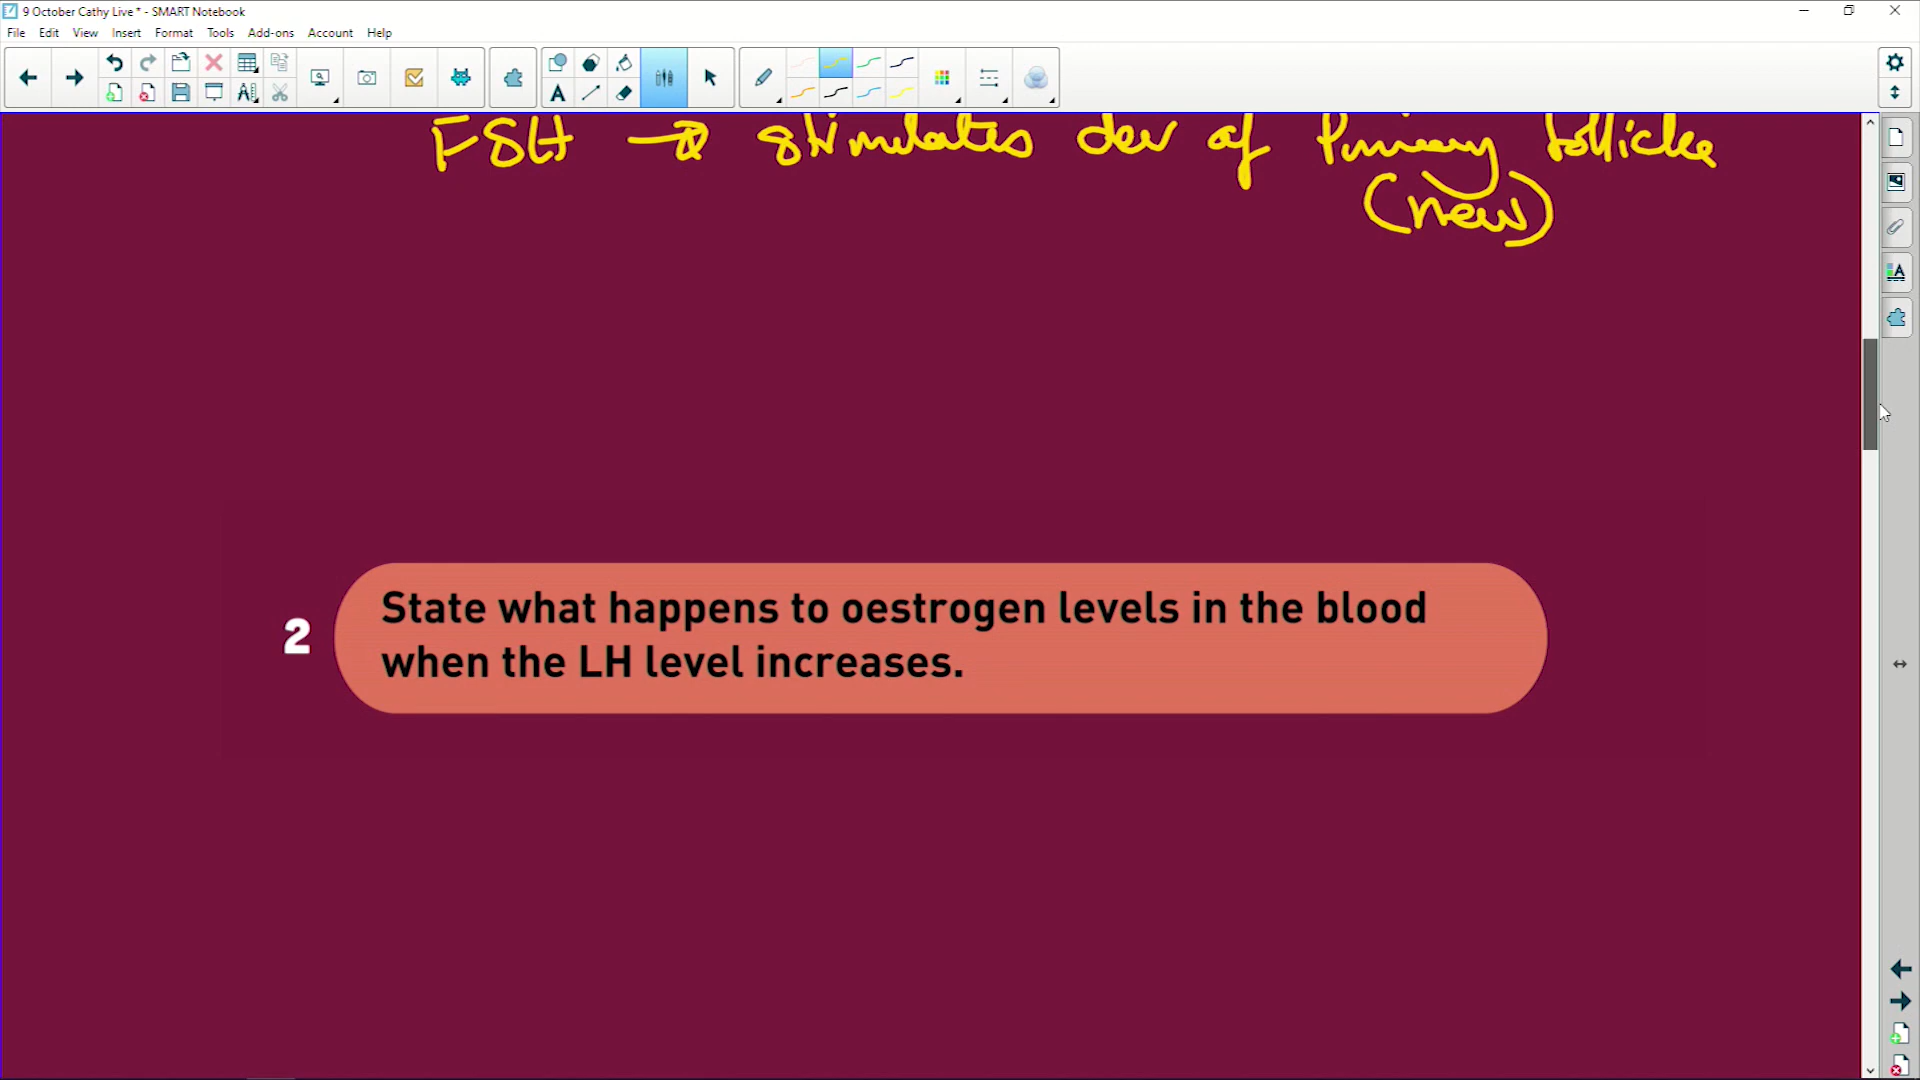 9 October Cathy Live * - SMART Notebook
File Edit View Insert Format Tools Add-ons Account Help
FSH → stimulates dev of Primary follicle
(new)
2
State what happens to oestrogen levels in the blood
when the LH level increases.